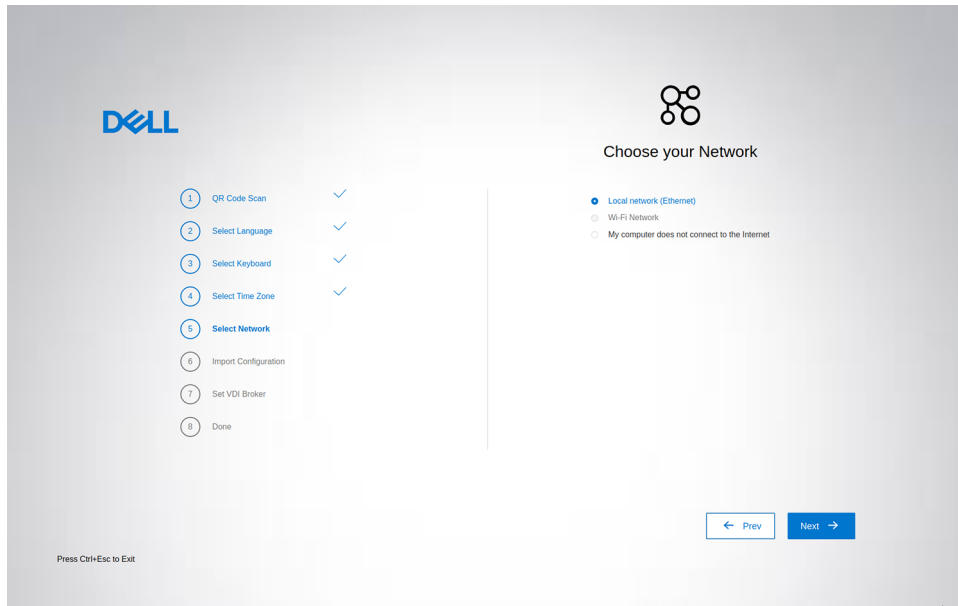 DELL
Choose your Network
1 QR Code Scan
2 Select Language
3 Select Keyboard
4 Select Time Zone
5 Select Network
6 Import Configuration
7 Set VDI Broker
8 Done
Local network (Ethernet)
Wi-Fi Network
My computer does not connect to the Internet
Prev
Next
Press Ctrl+Esc to Exit